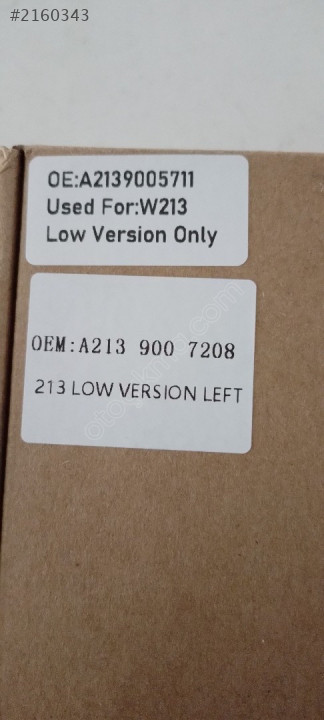 #2160343
OE:A2139005711
Used For:W213
Low Version Only
OEM:A213 900 7208
213 LOW VERSION LEFT